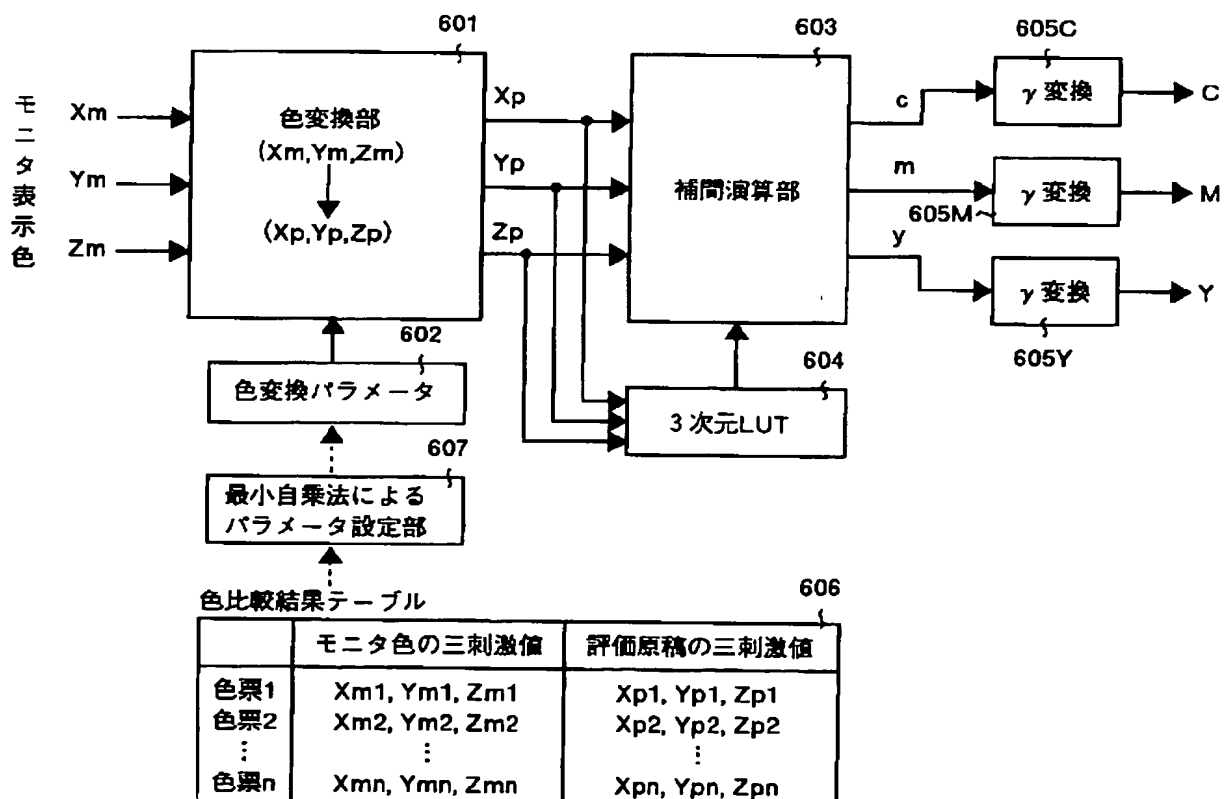 601
603
605C
モニタ表示色
Xm
Ym
Zm
色変換部
(Xm,Ym,Zm)
(Xp,Yp,Zp)
Xp
Yp
Zp
補間演算部
c
m
y
γ 変換
C
605M
γ 変換
M
γ 変換
Y
605Y
602
色変換パラメータ
604
3次元LUT
607
最小自乗法による
パラメータ設定部
色比較結果テーブル
606
モニタ色の三刺激値 評価原稿の三刺激値
色票1 Xm1, Ym1, Zm1 Xp1, Yp1, Zp1
色票2 Xm2, Ym2, Zm2 Xp2, Yp2, Zp2
⋮ ⋮ ⋮
色票n Xmn, Ymn, Zmn Xpn, Ypn, Zpn